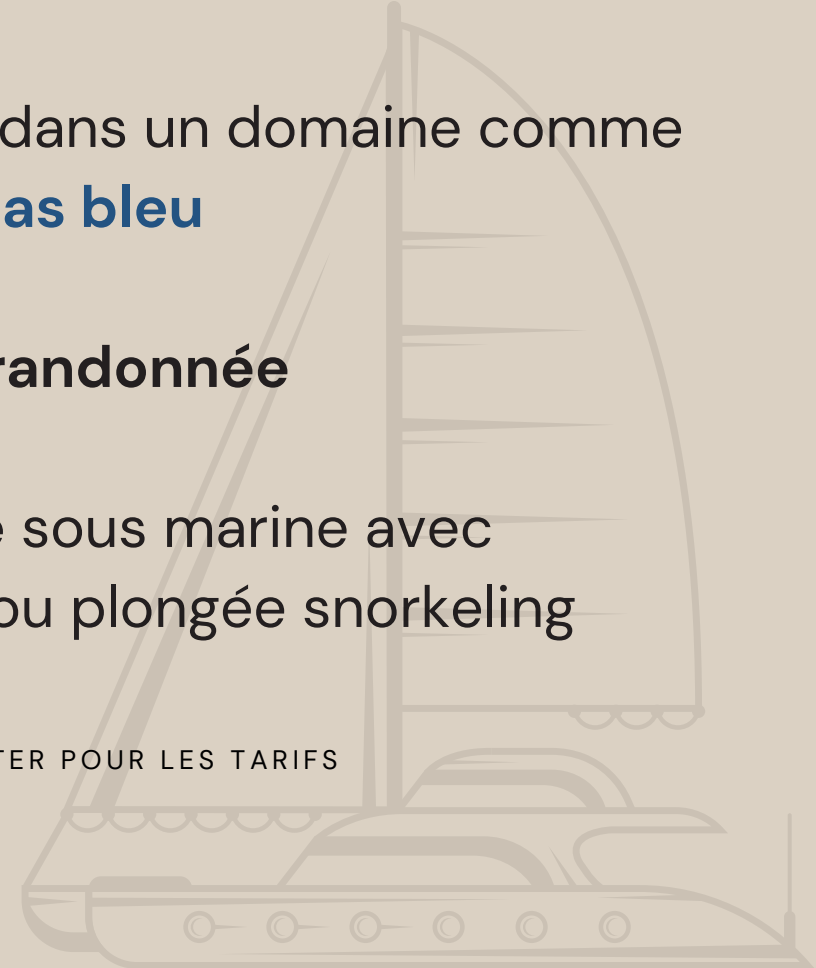 dans un domaine comme
as bleu
randonnée
e sous marine avec
ou plongée snorkeling
TER POUR LES TARIFS